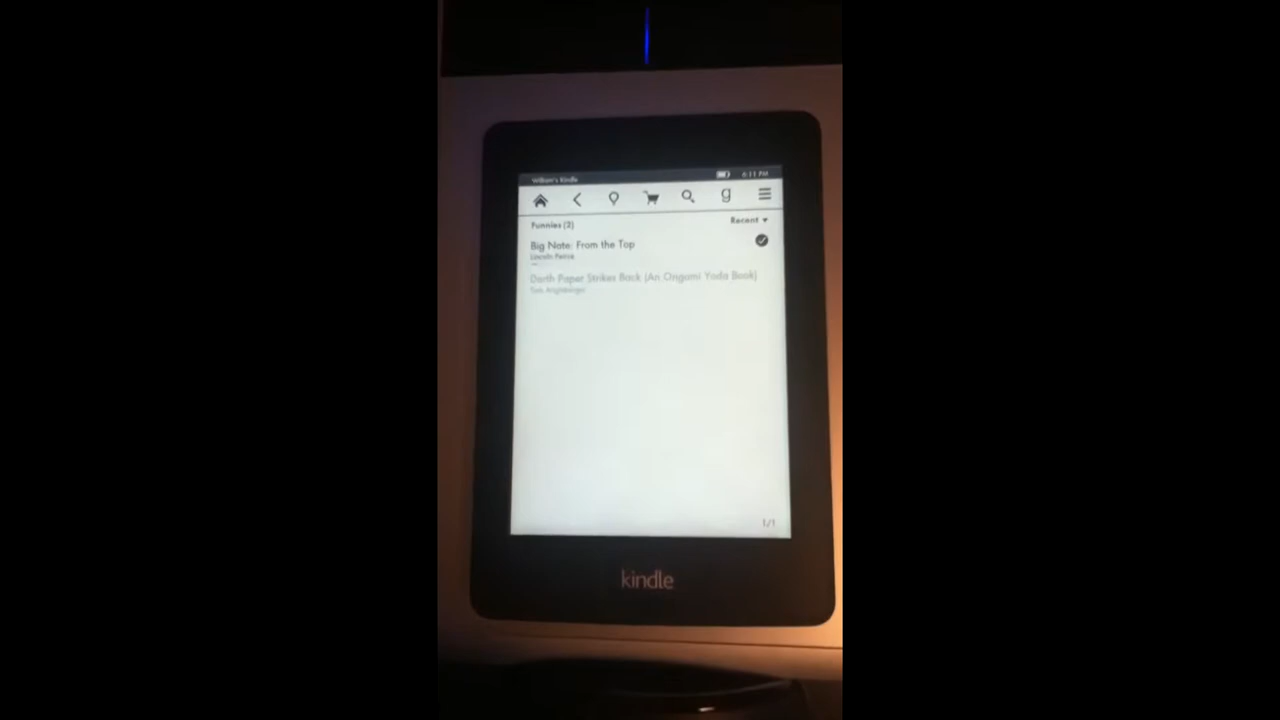 William's Kindle 6:11 PM
g
Funnies (2) Recent
Big Nate: From the Top
Lincoln Peirce
Darth Paper Strikes Back (An Origami Yoda Book)
Tom Angleberger
1/1
kindle